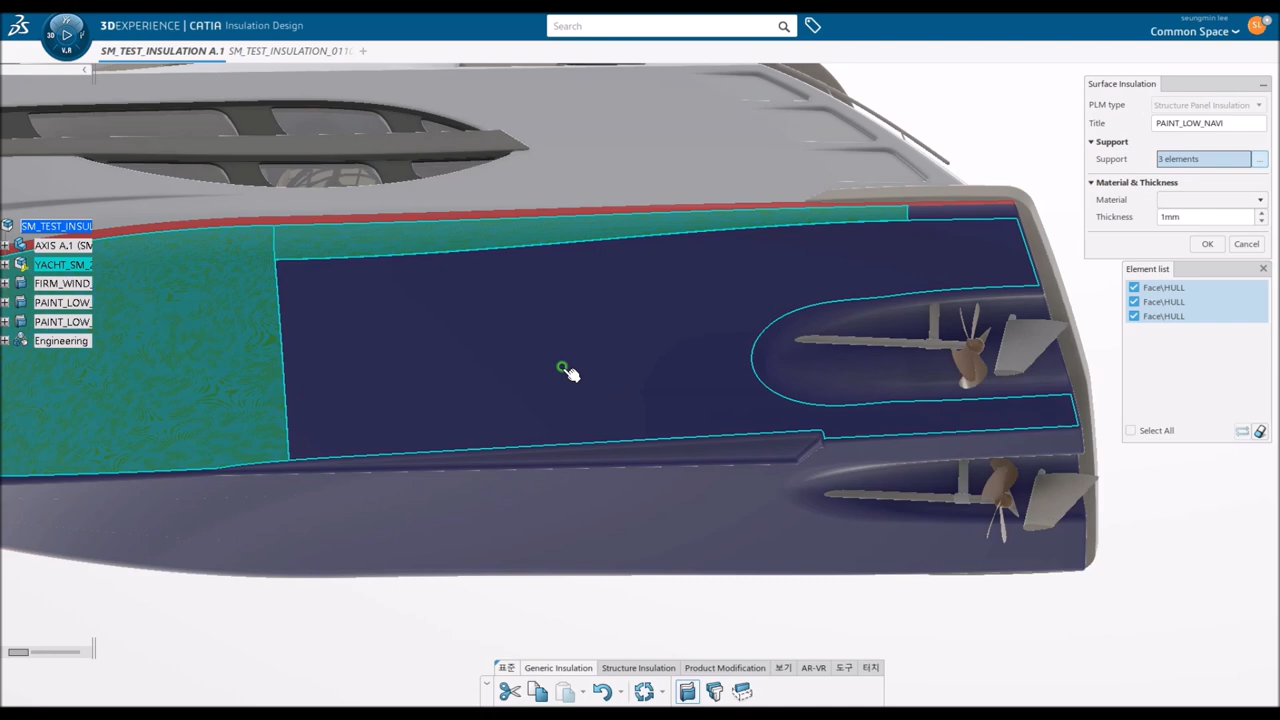 3DEXPERIENCE | CATIA Insulation Design
Search
seungmin lee
Common Space
SL
3D
V.R
SM_TEST_INSULATION A.1
SM_TEST_INSULATION_011
+
Surface Insulation
PLM type
Structure Panel Insulation
Title
PAINT_LOW_NAVI
Support
Support
3 elements
...
Material & Thickness
Material
Thickness
1mm
OK
Cancel
Element list
Face\HULL
Face\HULL
Face\HULL
Select All
SM_TEST_INSUL
AXIS A.1 (SM
YACHT_SM_
FIRM_WIND_
PAINT_LOW_
PAINT_LOW_
Engineering
표준
Generic Insulation
Structure Insulation
Product Modification
보기
AR-VR
도구
터치